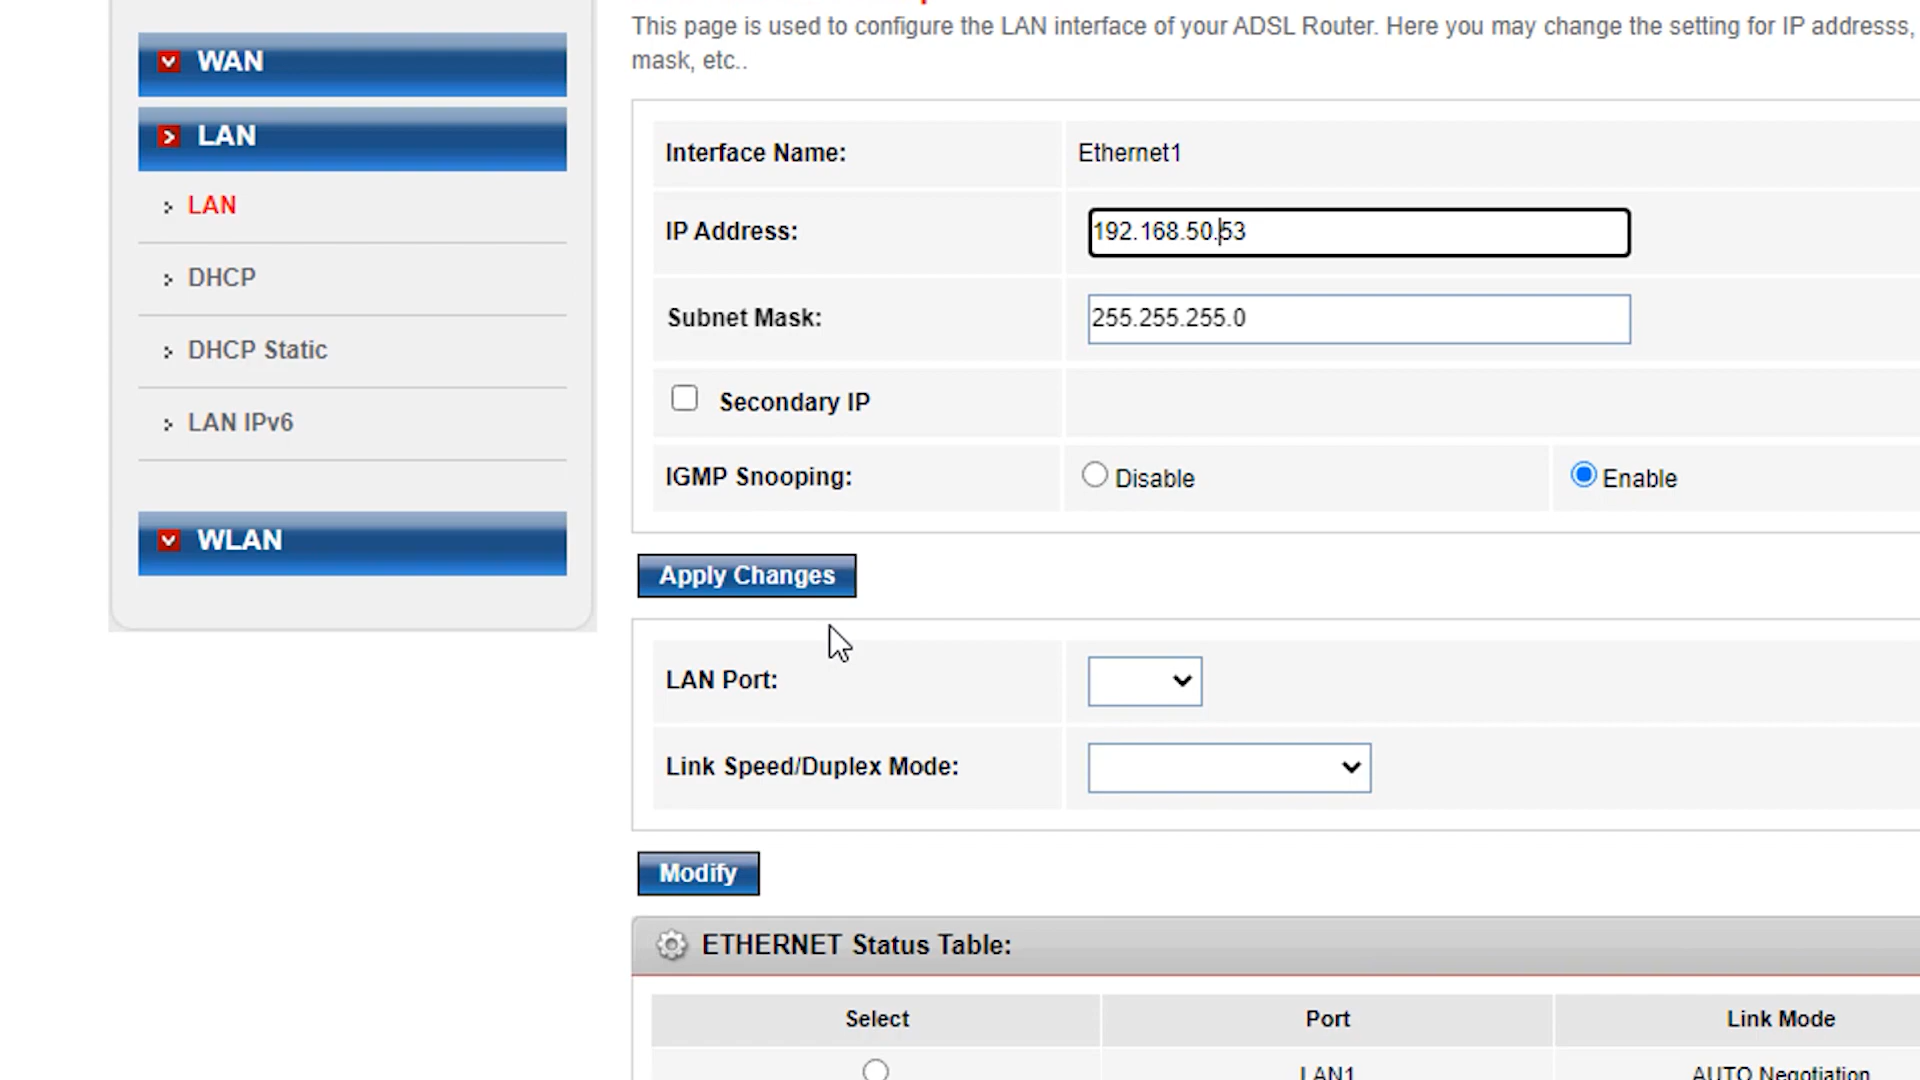 WAN
LAN
LAN
DHCP
DHCP Static
LAN IPv6
WLAN
This page is used to configure the LAN interface of your ADSL Router. Here you may change the setting for IP addresss,
mask, etc..
Interface Name: Ethernet1
IP Address: 192.168.50.53
Subnet Mask: 255.255.255.0
Secondary IP
IGMP Snooping: Disable Enable
Apply Changes
LAN Port:
Link Speed/Duplex Mode:
Modify
ETHERNET Status Table:
Select Port Link Mode
LAN1 AUTO Negotiation